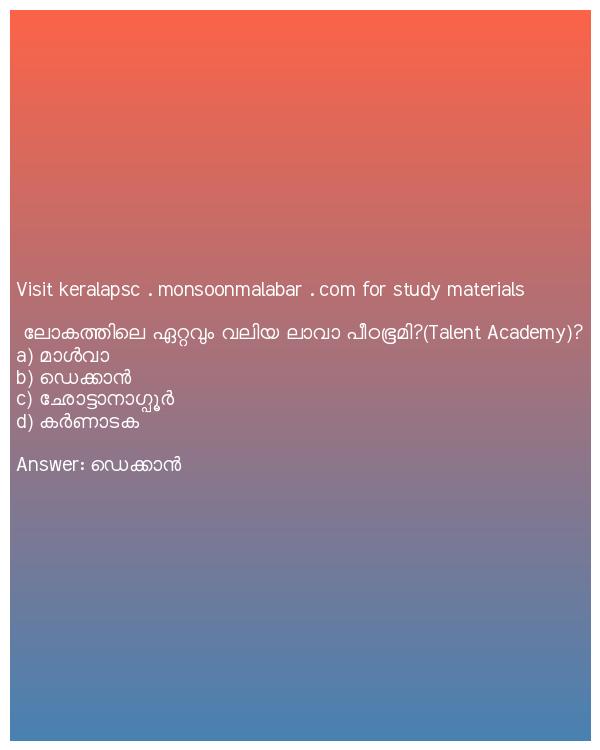 Visit keralapsc . monsoonmalabar . com for study materials
ലോകത്തിലെ ഏറ്റവും വലിയ ലാവാ പീഠഭൂമി?(Talent Academy)?
a) മാൾവാ
b) ഡെക്കാൻ
c) ഛോട്ടാനാഗ്പൂർ
d) കർണാടക
Answer: ഡെക്കാൻ